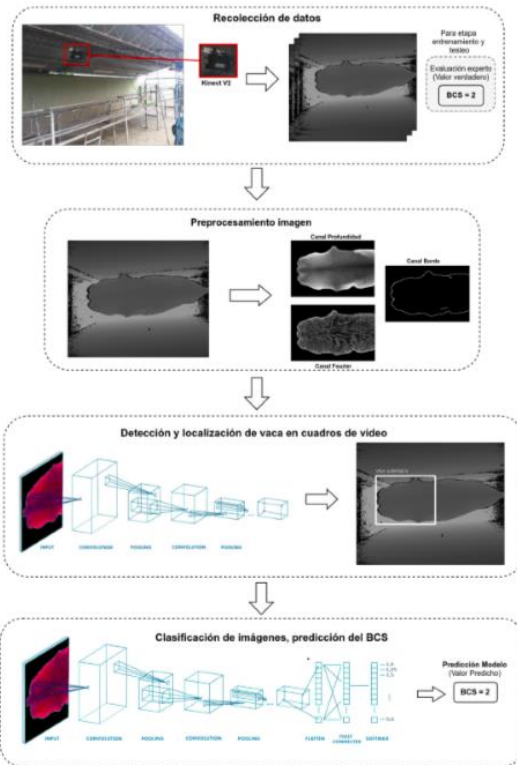 Recolección de datos
Kinect V2
Para etapa
entrenamiento y
testeo
Evaluación experto
(Valor verdadero)
BCS = 2
Preprocesamiento imagen
Canal Profundidad
Canal Borde
Canal Fourier
Detección y localización de vaca en cuadros de vídeo
INPUT
CONVOLUTION
POOLING
CONVOLUTION
POOLING
Clasificación de imágenes, predicción del BCS
INPUT
CONVOLUTION
POOLING
CONVOLUTION
POOLING
FLATTEN
FULLY
CONNECTED
SOFTMAX
Predicción Modelo
(Valor Predicho)
BCS = 2